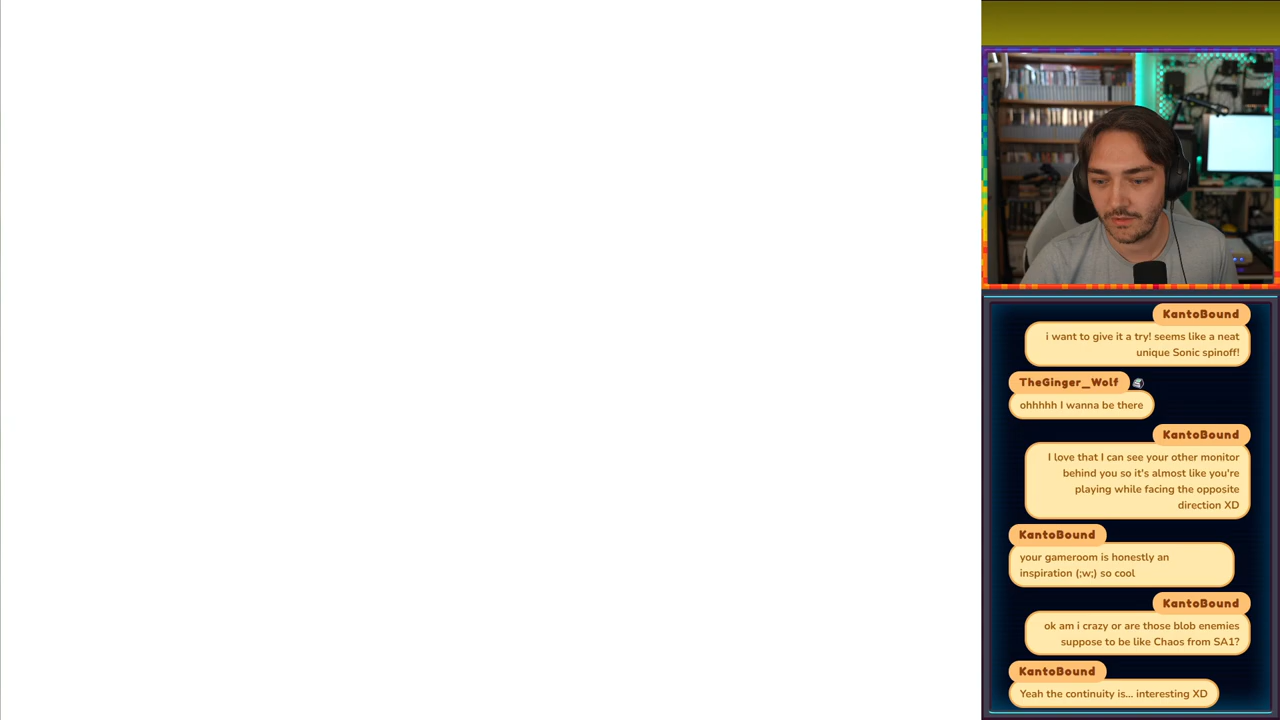 KantoBound
i want to give it a try! seems like a neat
unique Sonic spinoff!
TheGinger_Wolf
ohhhhh I wanna be there
KantoBound
I love that I can see your other monitor
behind you so it's almost like you're
playing while facing the opposite
direction XD
KantoBound
your gameroom is honestly an
inspiration (;w;) so cool
KantoBound
ok am i crazy or are those blob enemies
suppose to be like Chaos from SA1?
KantoBound
Yeah the continuity is... interesting XD